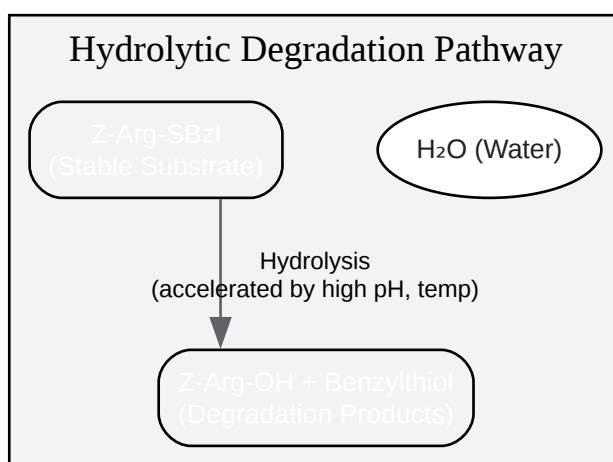 Hydrolytic Degradation Pathway
Z-Arg-SBzl
(Stable Substrate)
H₂O (Water)
Hydrolysis
(accelerated by high pH, temp)
Z-Arg-OH + Benzylthiol
(Degradation Products)